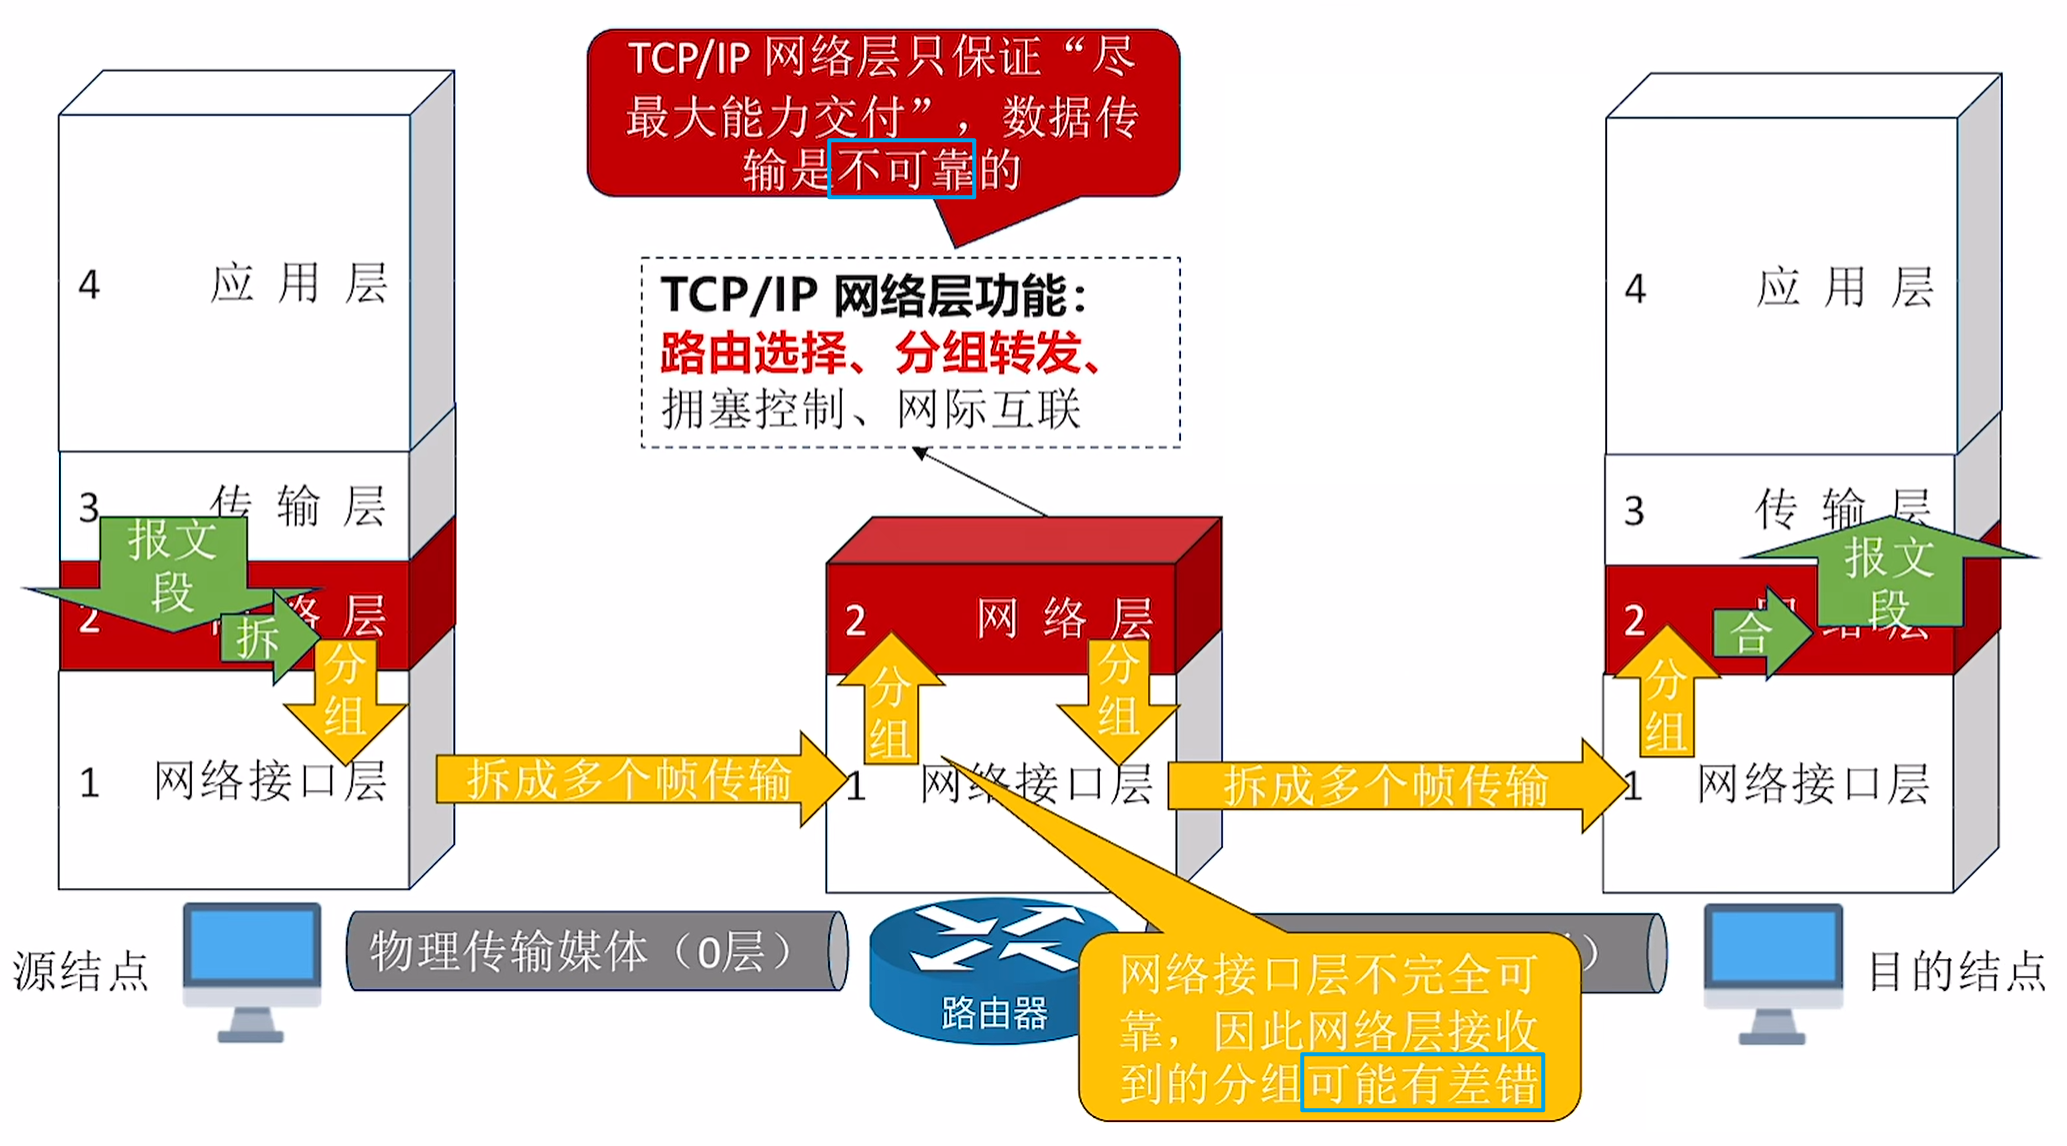 TCP/IP 网络层只保证“尽
最大能力交付”，数据传
输是不可靠的
TCP/IP 网络层功能：
路由选择、分组转发、
拥塞控制、网际互联
4 应用层
3 传输层
报文
段
2 络层
拆
分
组
1 网络接口层
拆成多个帧传输
2 网络层
分
组
分
组
1 网络接口层
拆成多个帧传输
4 应用层
3 传输层
报文
段
2
合
分
组
1 网络接口层
源结点
物理传输媒体（0层）
路由器
）
目的结点
网络接口层不完全可
靠，因此网络层接收
到的分组可能有差错